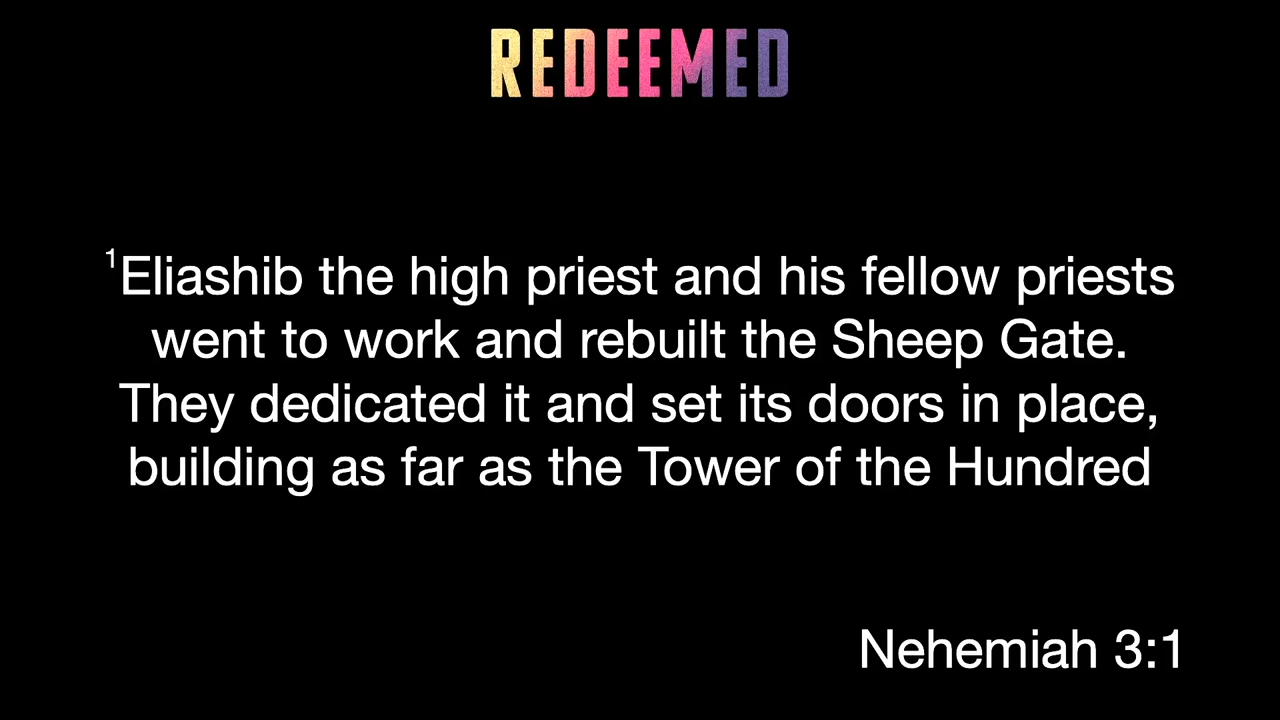 REDEEMED
¹Eliashib the high priest and his fellow priests
went to work and rebuilt the Sheep Gate.
They dedicated it and set its doors in place,
building as far as the Tower of the Hundred
Nehemiah 3:1